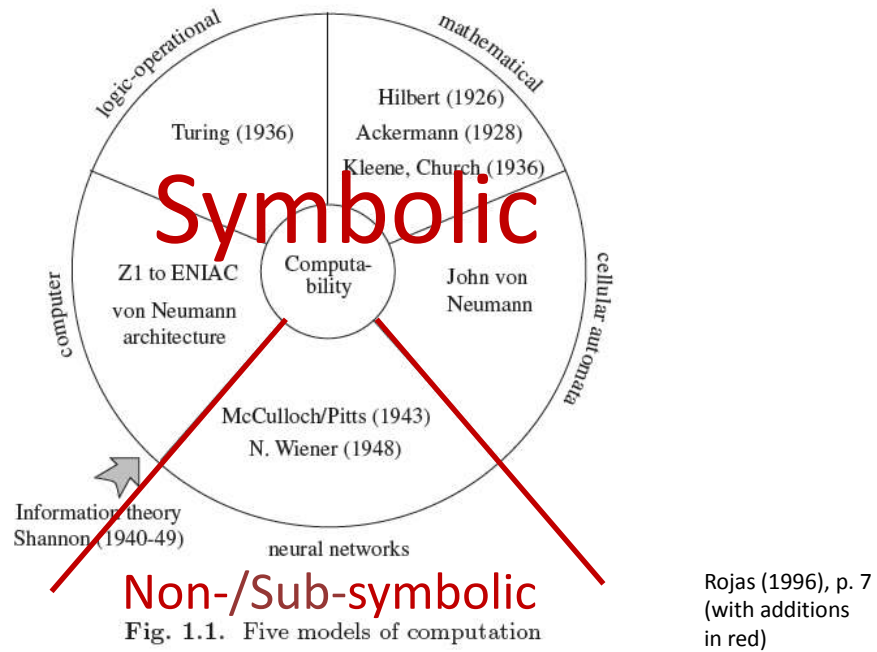 logic-operational
mathematical
Hilbert (1926)
Turing (1936)
Ackermann (1928)
Kleene, Church (1936)
Symbolic
computer
Z1 to ENIAC
von Neumann
architecture
Computa-
bility
John von
Neumann
cellular automata
McCulloch/Pitts (1943)
N. Wiener (1948)
Information theory
Shannon (1940-49)
neural networks
Non-/Sub-symbolic
Fig. 1.1. Five models of computation
Rojas (1996), p. 7
(with additions
in red)